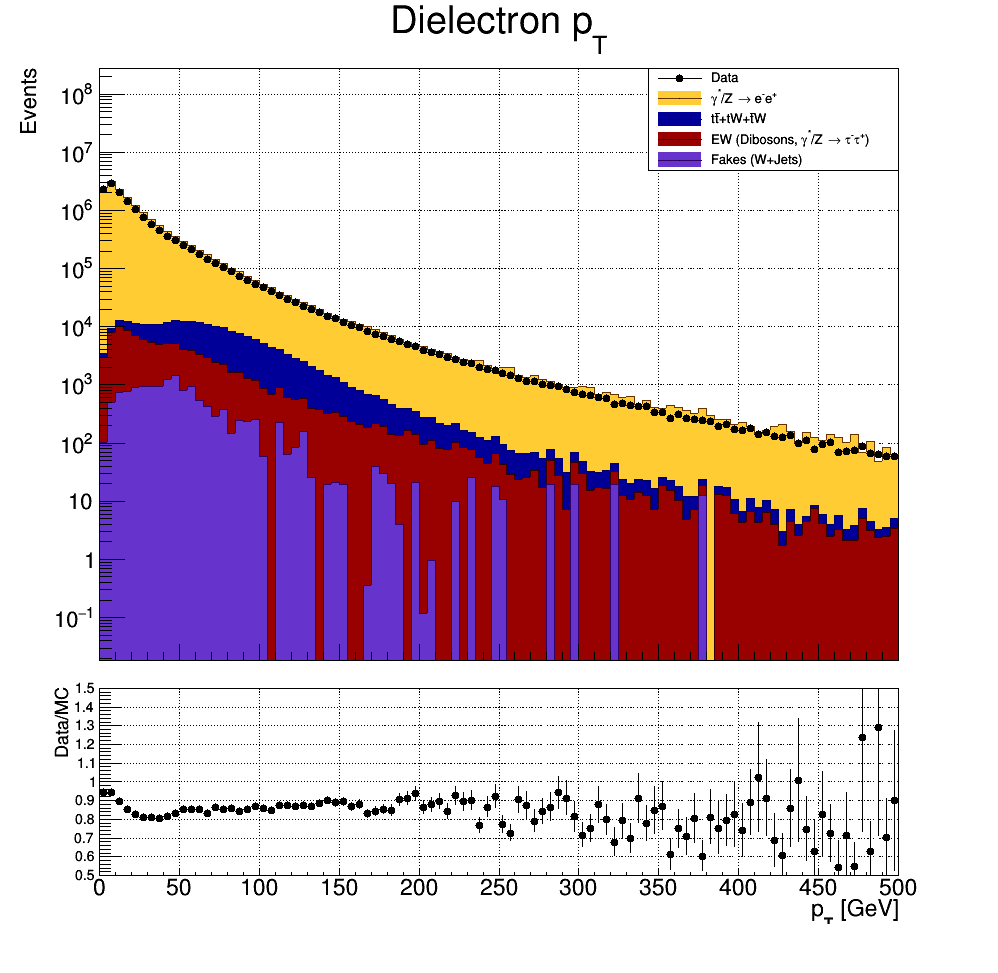 Dielectron p_T
Events
10^8
10^7
10^6
10^5
10^4
10^3
10^2
10
1
10^−1
Data
γ^*/Z → e^-e^+
tt̄+tW+t̄W
EW (Dibosons, γ^*/Z → τ^-τ^+)
Fakes (W+Jets)
Data/MC
1.5
1.4
1.3
1.2
1.1
1
0.9
0.8
0.7
0.6
0.5
0 50 100 150 200 250 300 350 400 450 500
p_T [GeV]